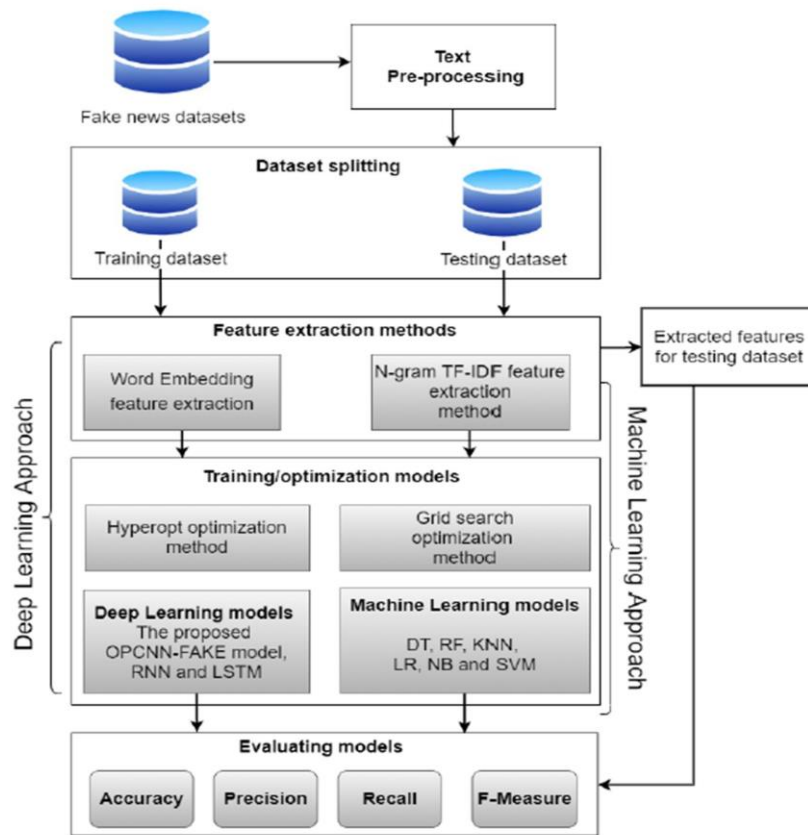 Text
Pre-processing
Fake news datasets
Dataset splitting
Training dataset
Testing dataset
Feature extraction methods
Word Embedding
feature extraction
N-gram TF-IDF feature
extraction
method
Extracted features
for testing dataset
Deep Learning Approach
Machine Learning Approach
Training/optimization models
Hyperopt optimization
method
Grid search
optimization
method
Deep Learning models
The proposed
OPCNN-FAKE model,
RNN and LSTM
Machine Learning models
DT, RF, KNN,
LR, NB and SVM
Evaluating models
Accuracy
Precision
Recall
F-Measure